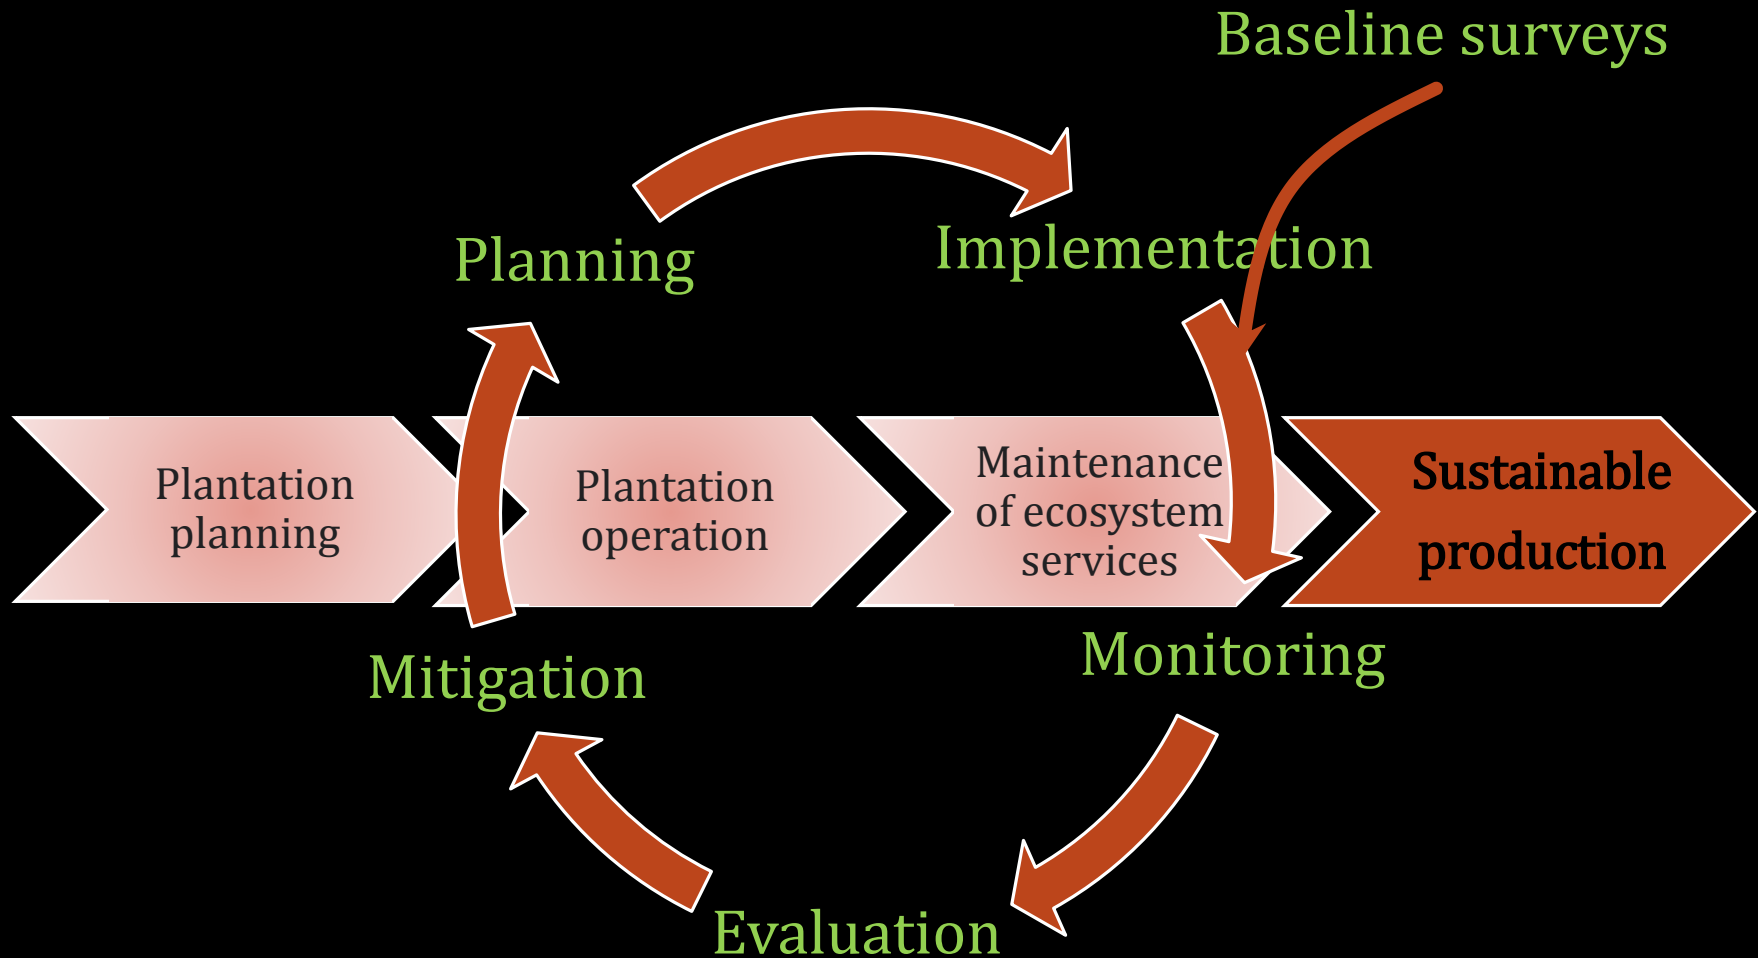 Baseline surveys
Planning
Implementation
Plantation
planning
Plantation
operation
Maintenance
of ecosystem
services
Sustainable
production
Mitigation
Monitoring
Evaluation